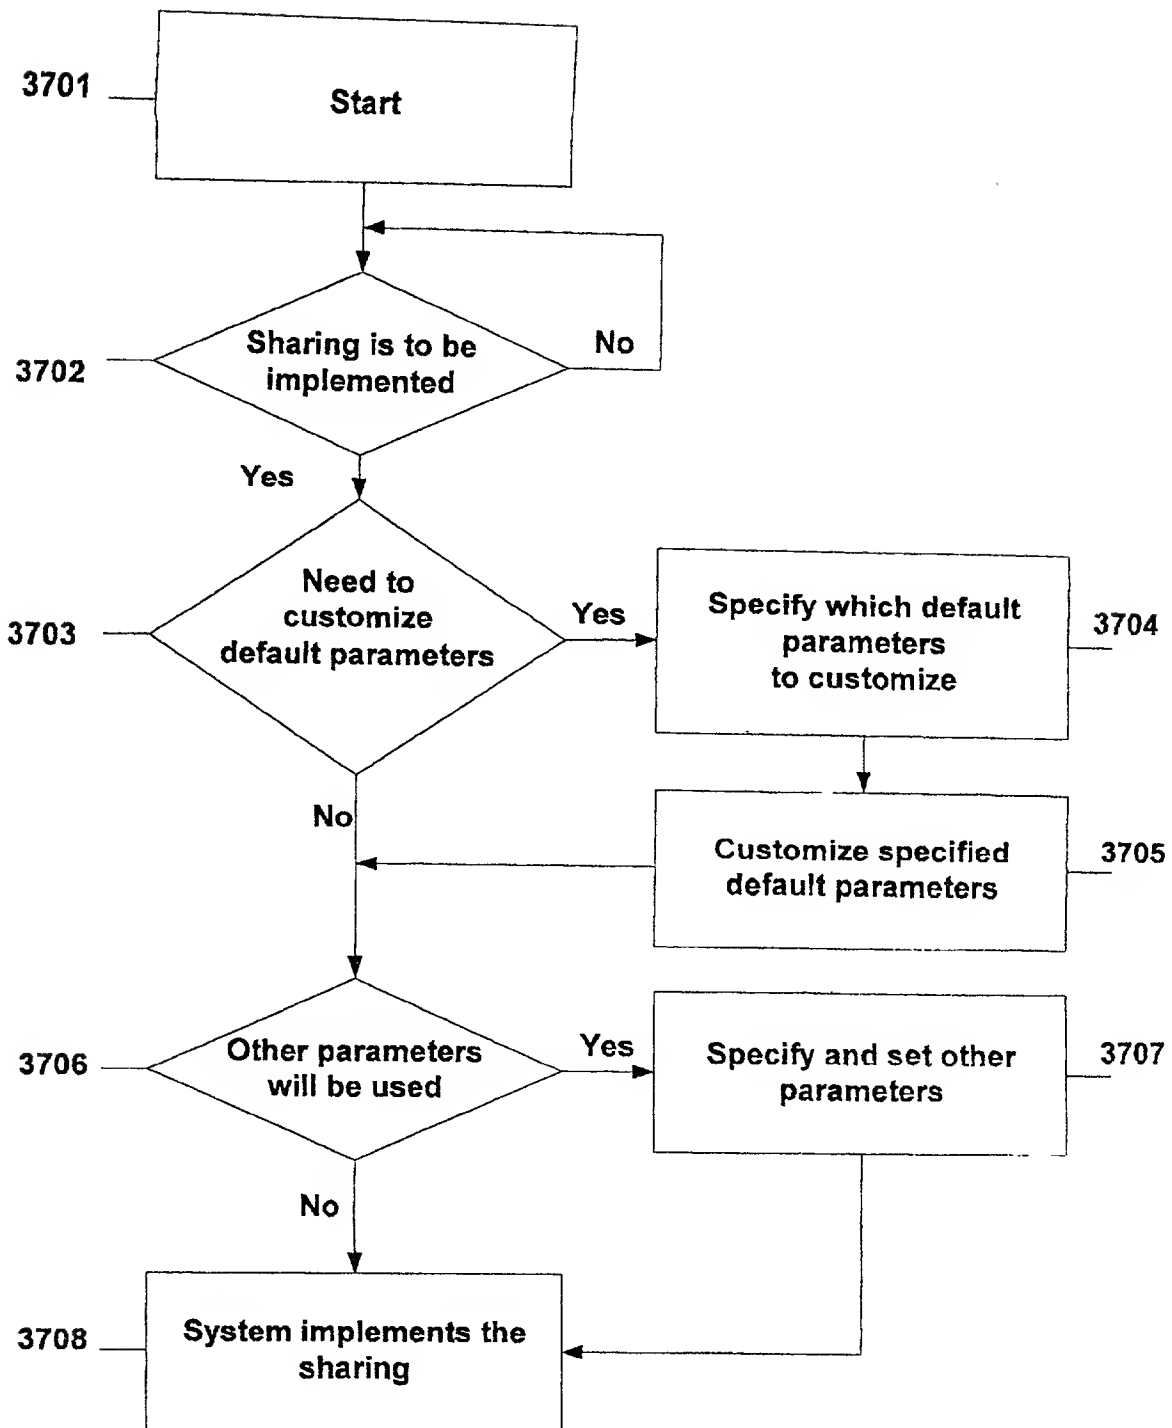 3701
Start
3702
Sharing is to be
implemented
No
Yes
3703
Need to
customize
default parameters
Yes
Specify which default
parameters
to customize
3704
No
Customize specified
default parameters
3705
3706
Other parameters
will be used
Yes
Specify and set other
parameters
3707
No
3708
System implements the
sharing